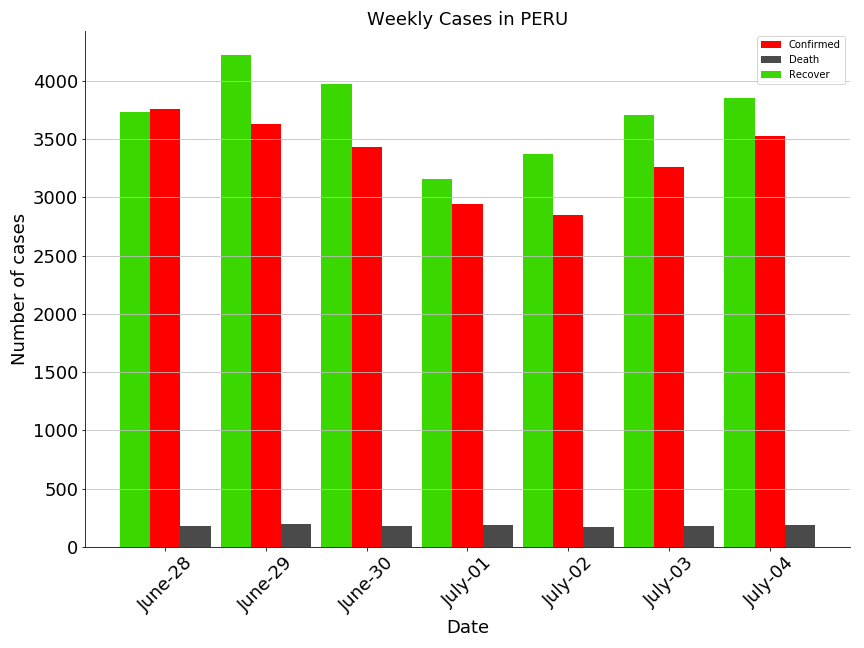 Weekly Cases in PERU
Confirmed
Death
Recover
Number of cases
4000
3500
3000
2500
2000
1500
1000
500
0
June-28
June-29
June-30
July-01
July-02
July-03
July-04
Date